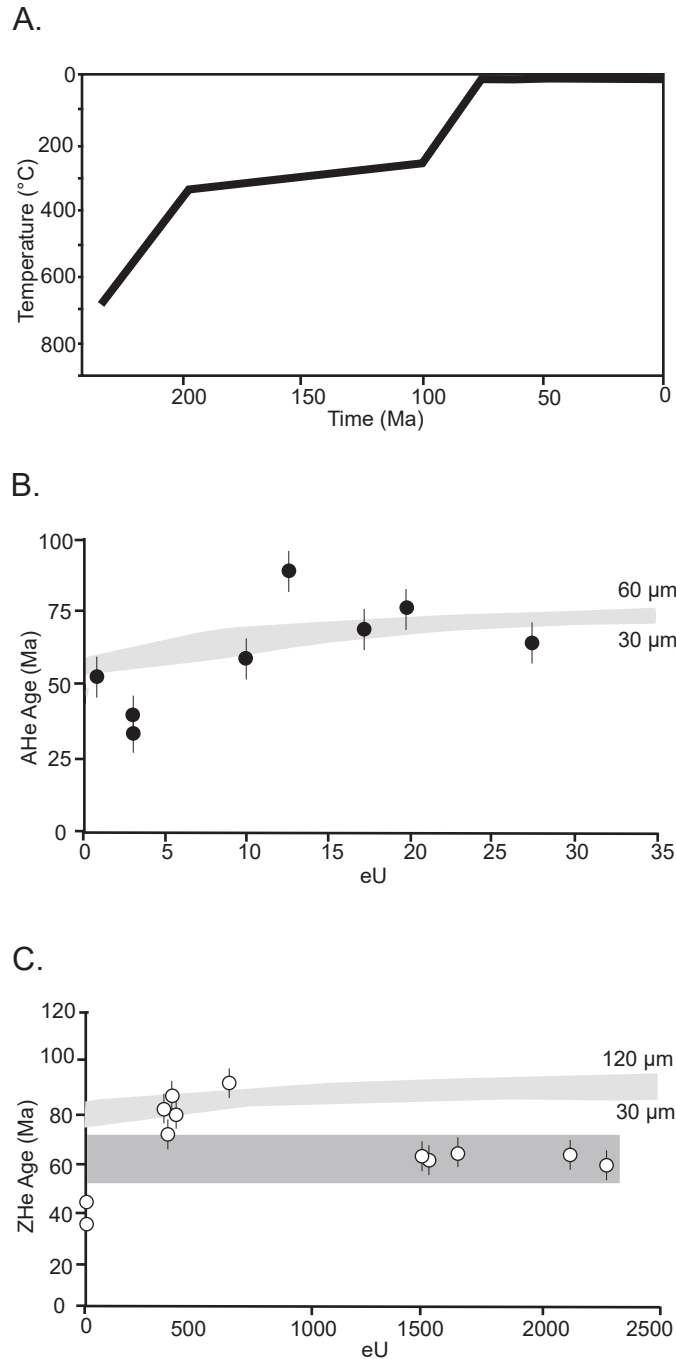 A.
0
200
400
600
800
Temperature (°C)
200 150 100 50 0
Time (Ma)
B.
100
75
50
25
0
AHe Age (Ma)
60 µm
30 µm
0 5 10 15 20 25 30 35
eU
C.
120
100
80
60
40
20
0
ZHe Age (Ma)
120 µm
30 µm
0 500 1000 1500 2000 2500
eU